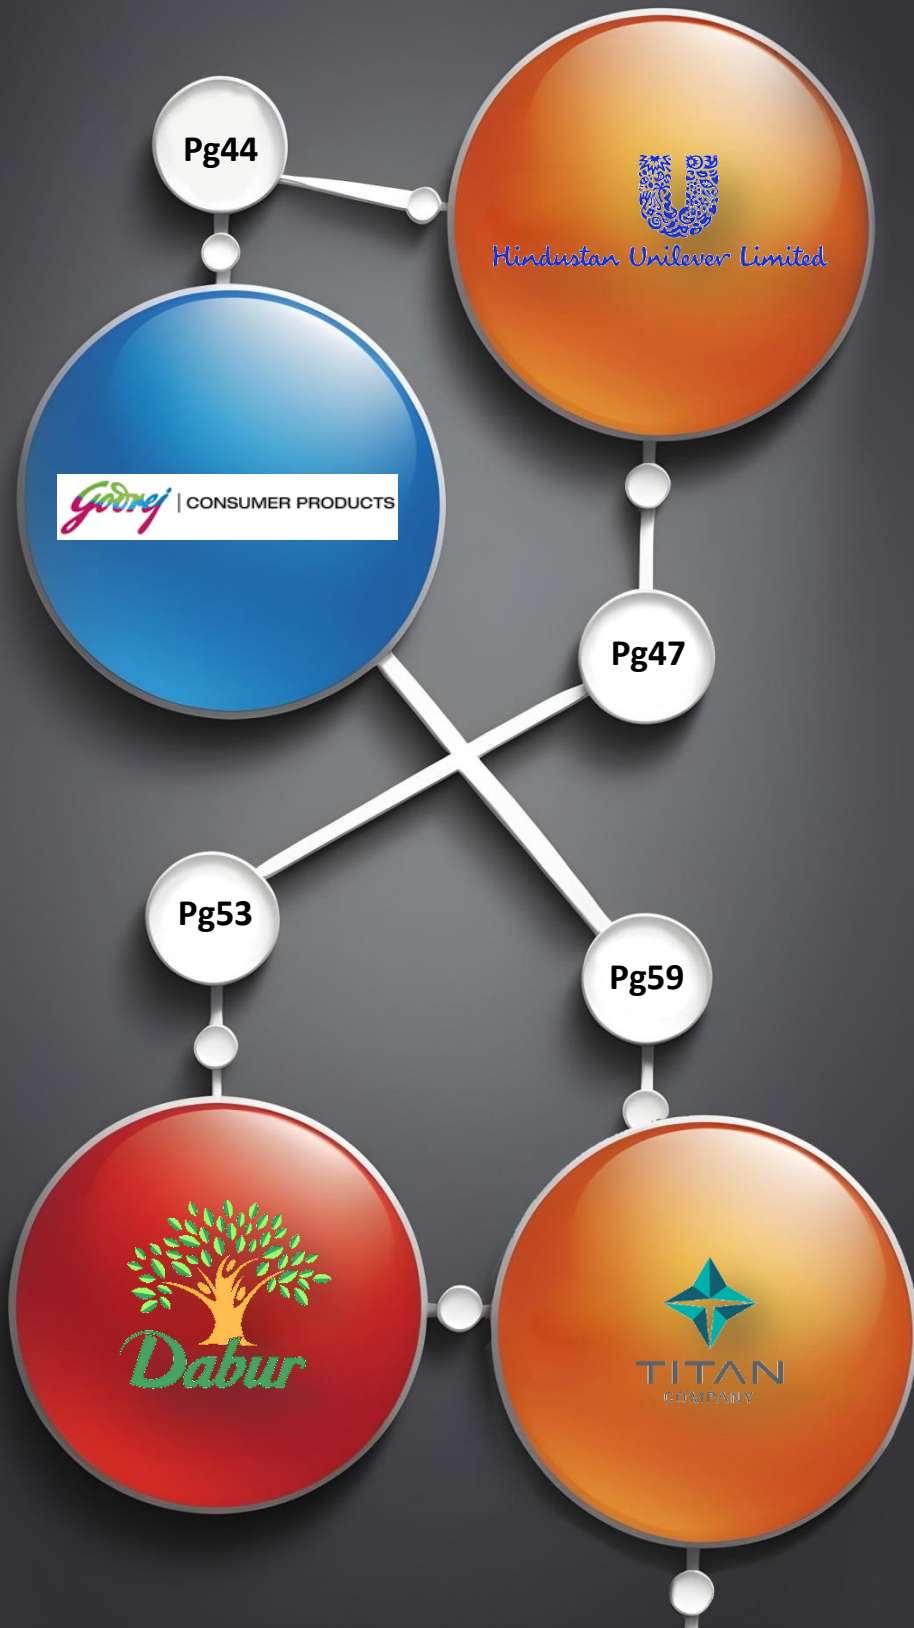 Pg44
Hindustan Unilever Limited
Godrej | CONSUMER PRODUCTS
Pg47
Pg53
Pg59
Dabur
TITAN
COMPANY